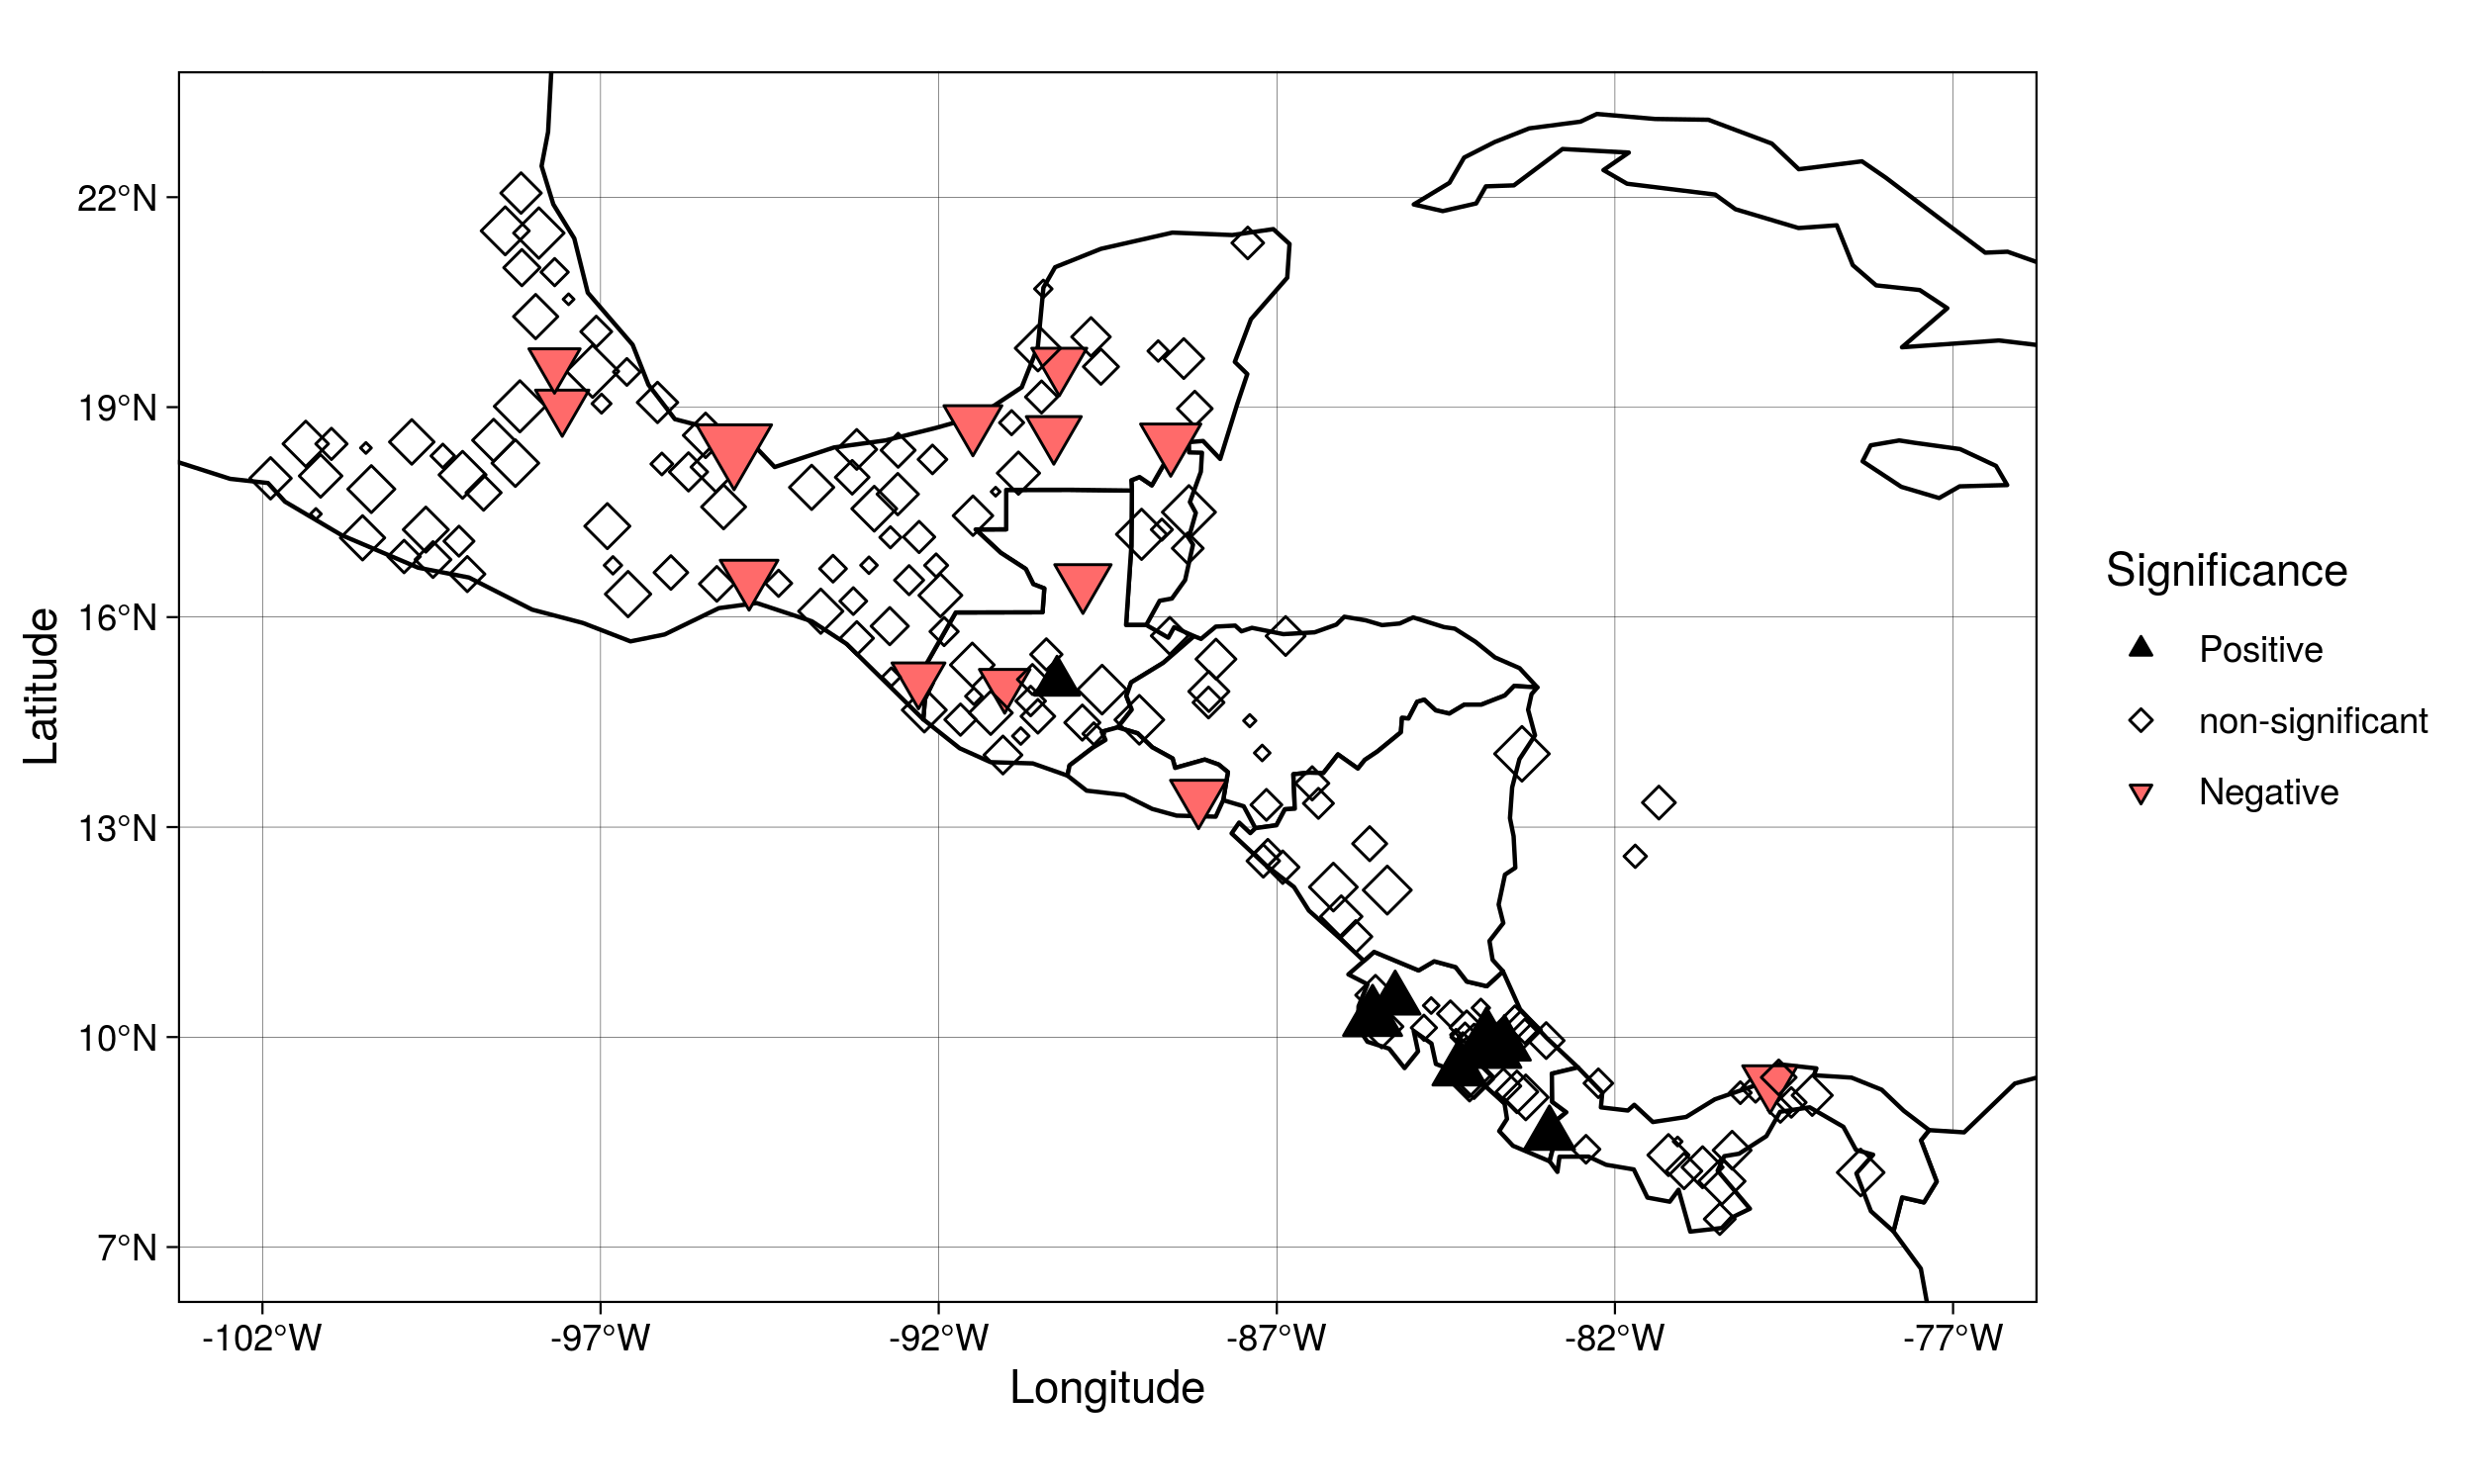 22°N
19°N
16°N
13°N
10°N
7°N
-102°W
-97°W
-92°W
-87°W
-82°W
-77°W
Longitude
Latitude
Significance
Positive
non-significant
Negative